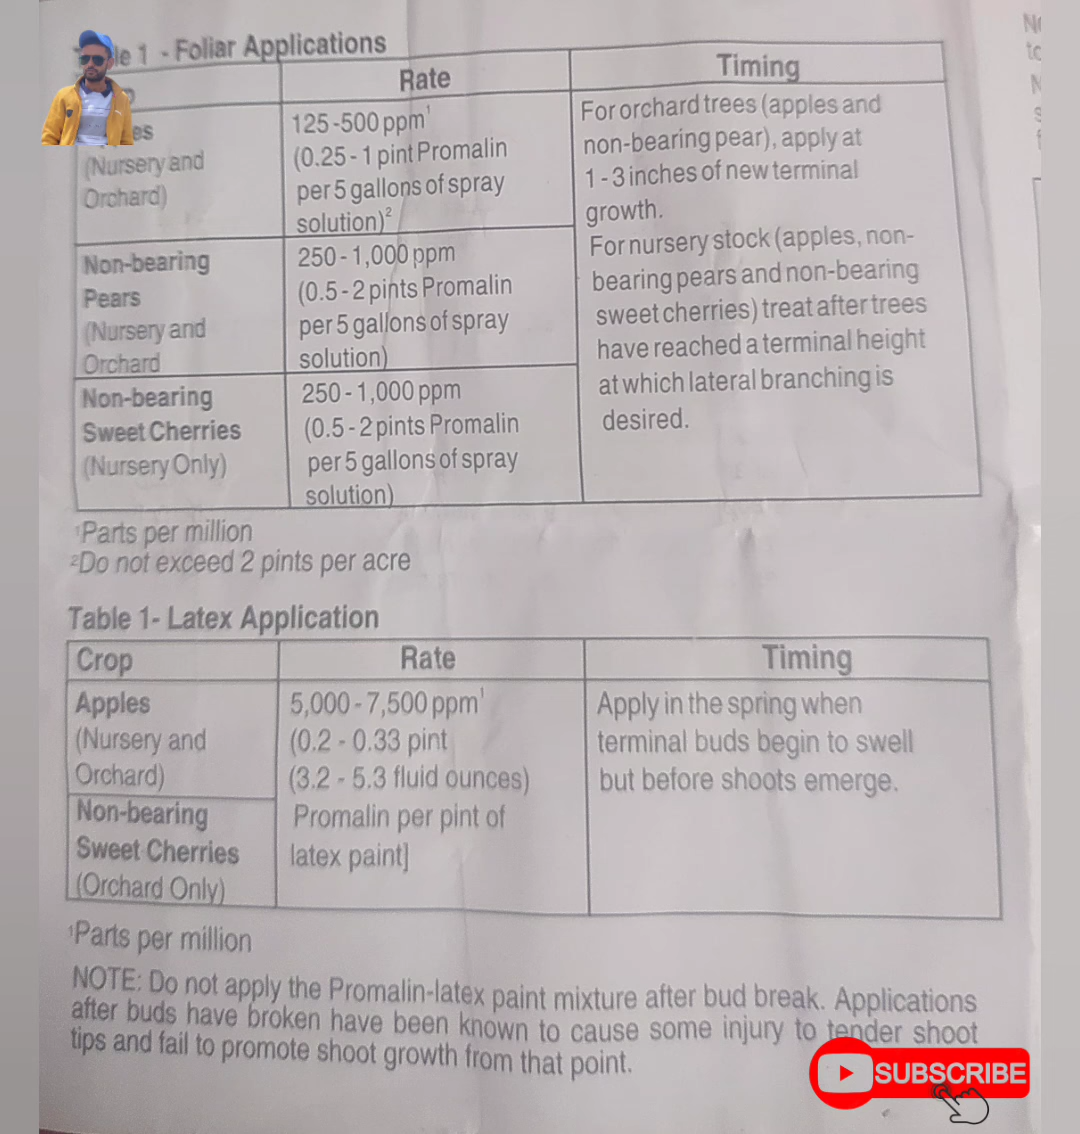 le 1 - Foliar Applications
Rate
Timing
es
(Nursery and
Orchard)
125-500 ppm¹
(0.25 - 1 pint Promalin
per 5 gallons of spray
solution)²
For orchard trees (apples and
non-bearing pear), apply at
1 - 3 inches of new terminal
growth.
For nursery stock (apples, non-
bearing pears and non-bearing
sweet cherries) treat after trees
have reached a terminal height
at which lateral branching is
desired.
Non-bearing
Pears
(Nursery and
Orchard
250 - 1,000 ppm
(0.5 - 2 pints Promalin
per 5 gallons of spray
solution)
Non-bearing
Sweet Cherries
(Nursery Only)
250 - 1,000 ppm
(0.5 - 2 pints Promalin
per 5 gallons of spray
solution)
¹Parts per million
²Do not exceed 2 pints per acre
Table 1- Latex Application
Crop
Rate
Timing
Apples
(Nursery and
Orchard)
Non-bearing
Sweet Cherries
(Orchard Only)
5,000 - 7,500 ppm¹
(0.2 - 0.33 pint
(3.2 - 5.3 fluid ounces)
Promalin per pint of
latex paint]
Apply in the spring when
terminal buds begin to swell
but before shoots emerge.
¹Parts per million
NOTE: Do not apply the Promalin-latex paint mixture after bud break. Applications
after buds have broken have been known to cause some injury to tender shoot
tips and fail to promote shoot growth from that point.
SUBSCRIBE